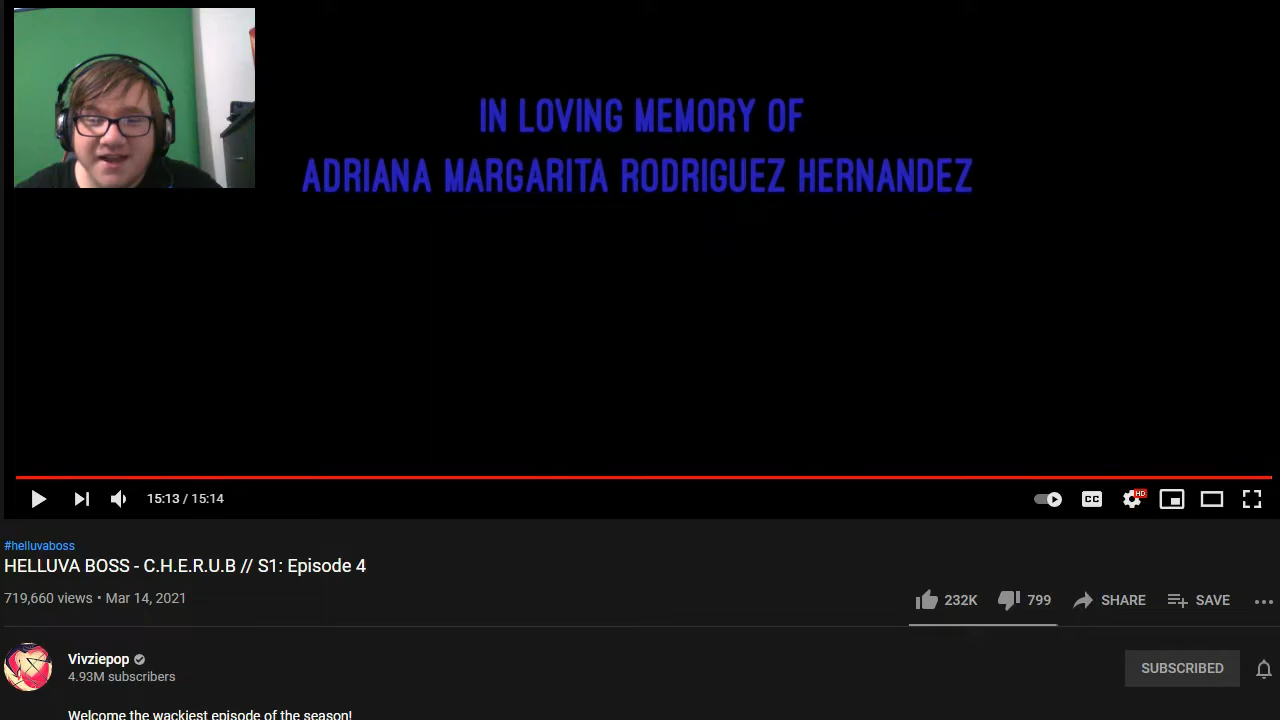 IN LOVING MEMORY OF
ADRIANA MARGARITA RODRIGUEZ HERNANDEZ
15:13 / 15:14
CC
HD
#helluvaboss
HELLUVA BOSS - C.H.E.R.U.B // S1: Episode 4
719,660 views • Mar 14, 2021
232K
799
SHARE
SAVE
Vivziepop
4.93M subscribers
SUBSCRIBED
Welcome the wackiest episode of the season!